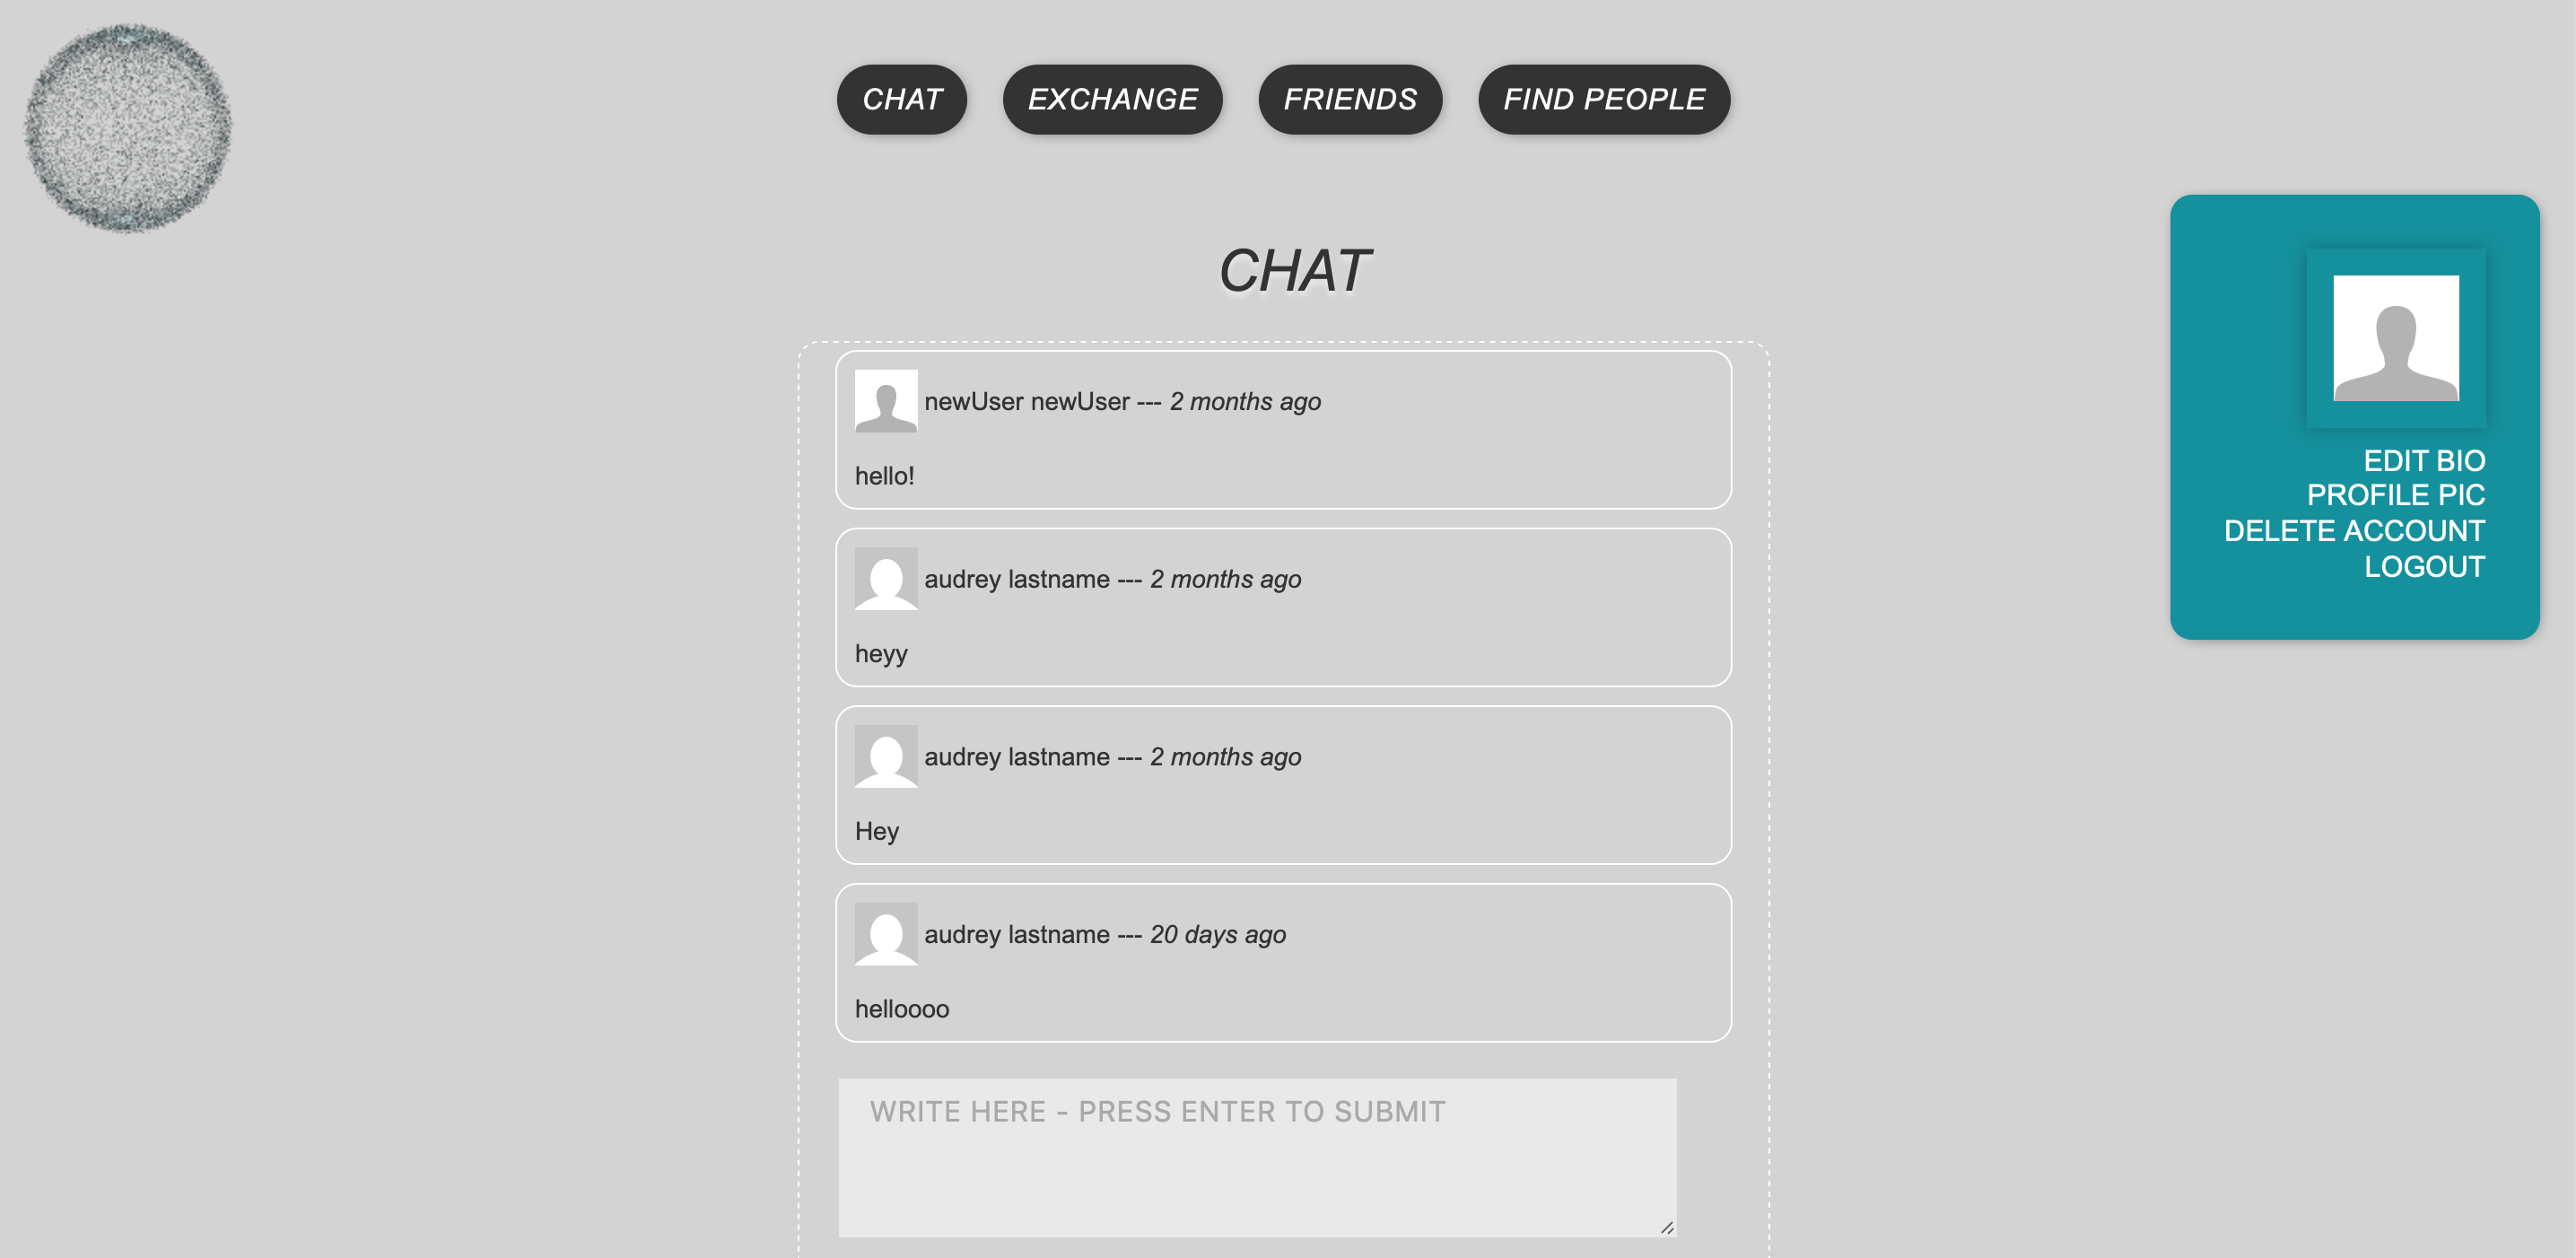 CHAT
EXCHANGE
FRIENDS
FIND PEOPLE
CHAT
newUser newUser --- 2 months ago
hello!
audrey lastname --- 2 months ago
heyy
audrey lastname --- 2 months ago
Hey
audrey lastname --- 20 days ago
helloooo
WRITE HERE - PRESS ENTER TO SUBMIT
EDIT BIO
PROFILE PIC
DELETE ACCOUNT
LOGOUT